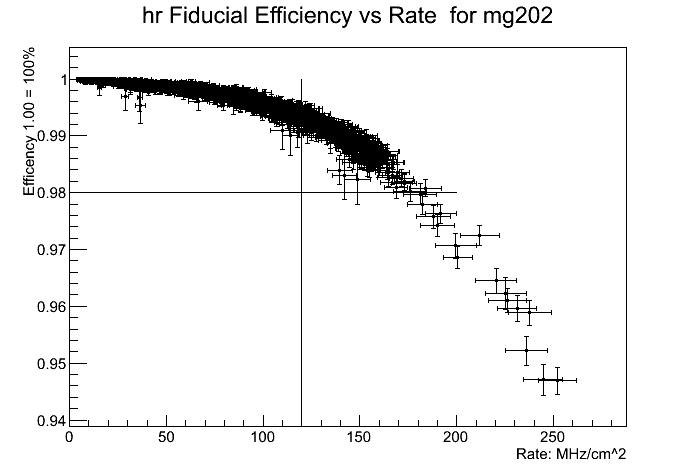 hr Fiducial Efficiency vs Rate  for mg202
Efficency 1.00 = 100%
1
0.99
0.98
0.97
0.96
0.95
0.94
0 50 100 150 200 250
Rate: MHz/cm^2